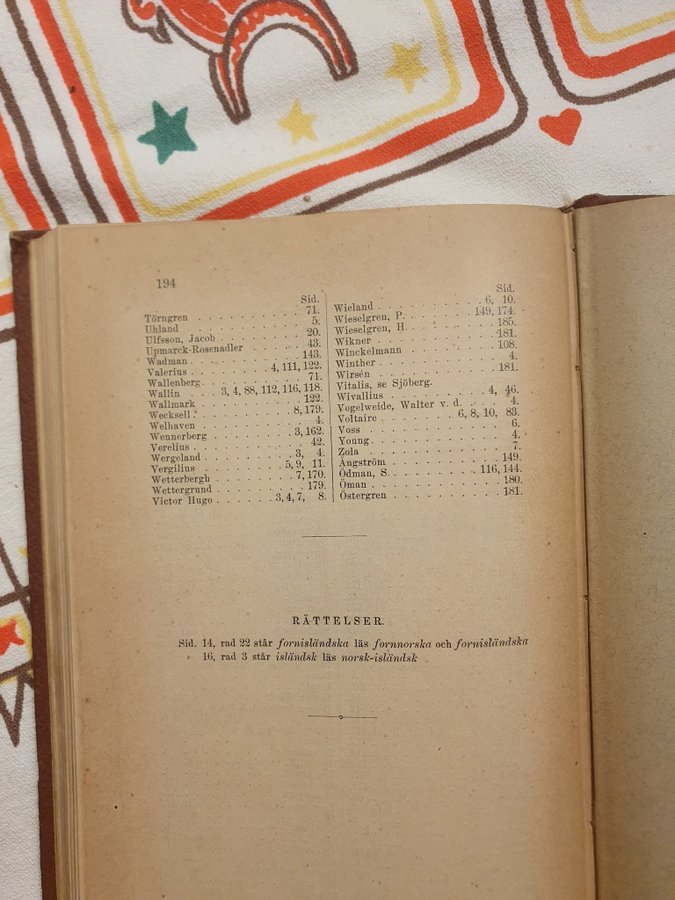 194
Sid.
Törngren . . . . . . . . . . . 71.
Uhland . . . . . . . . . . . . 5.
Ulfsson, Jacob . . . . . . . . 20.
Upmarck-Rosenadler . . . . . . 43.
Wadman . . . . . . . . . . . 143.
Valerius . . . . . . . 4, 111, 122.
Wallenberg . . . . . . . . . . 71.
Wallin . . . 3, 4, 88, 112, 116, 118.
Wallmark . . . . . . . . . . 122.
Wecksell . . . . . . . . . 8, 179.
Welhaven . . . . . . . . . . . 4.
Wennerberg . . . . . . . . 3, 162.
Verelius . . . . . . . . . . . 42.
Wergeland . . . . . . . . . 3, 4.
Vergilius . . . . . . . . 5, 9, 11.
Wetterbergh . . . . . . . . 7, 170.
Wettergrund . . . . . . . . . 179.
Victor Hugo . . . . . . 3, 4, 7, 8.
Sid.
Wieland . . . . . . . . . . 6, 10.
Wieselgren, P. . . . . . . 149, 174.
Wieselgren, H. . . . . . . . . 185.
Wikner . . . . . . . . . . . 181.
Winckelmann . . . . . . . . . 108.
Winther . . . . . . . . . . . . 4.
Wirsén . . . . . . . . . . . 181.
Vitalis, se Sjöberg.
Wivallius . . . . . . . . . 4, 46.
Vogelweide, Walter v. d. . . . . 4.
Voltaire . . . . . . . 6, 8, 10, 83.
Voss . . . . . . . . . . . . . 6.
Young . . . . . . . . . . . . . 4.
Zola . . . . . . . . . . . . . 7.
Ångström . . . . . . . . . . 149.
Ödman, S. . . . . . . . . 116, 144.
Öman . . . . . . . . . . . . 180.
Östergren . . . . . . . . . . 181.
RÄTTELSER.
Sid. 14, rad 22 står fornisländska läs fornnorska och fornisländska
» 16, rad 3 står isländsk läs norsk-isländsk